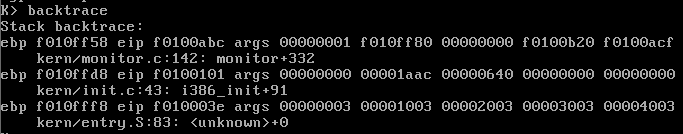 K> backtrace
Stack backtrace:
ebp f010ff58 eip f0100abc args 00000001 f010ff80 00000000 f0100b20 f0100acf
kern/monitor.c:142: monitor+332
ebp f010ffd8 eip f0100101 args 00000000 00001aac 00000640 00000000 00000000
kern/init.c:43: i386_init+91
ebp f010fff8 eip f010003e args 00000003 00001003 00002003 00003003 00004003
kern/entry.S:83: <unknown>+0